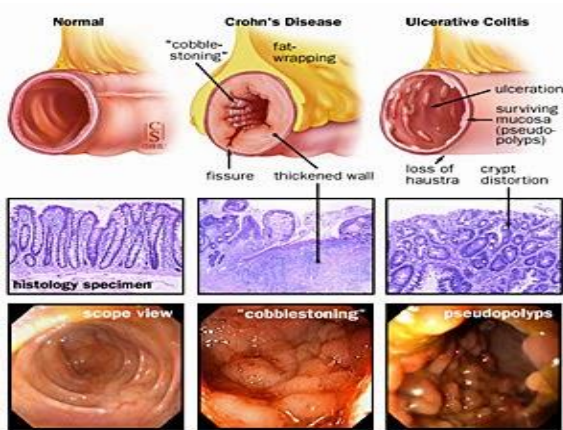 Normal
Crohn's Disease
Ulcerative Colitis
"cobble-
stoning"
fat-
wrapping
ulceration
surviving
mucosa
(pseudo-
polyps)
fissure
thickened wall
loss of
haustra
crypt
distortion
histology specimen
scope view
"cobblestoning"
pseudopolyps